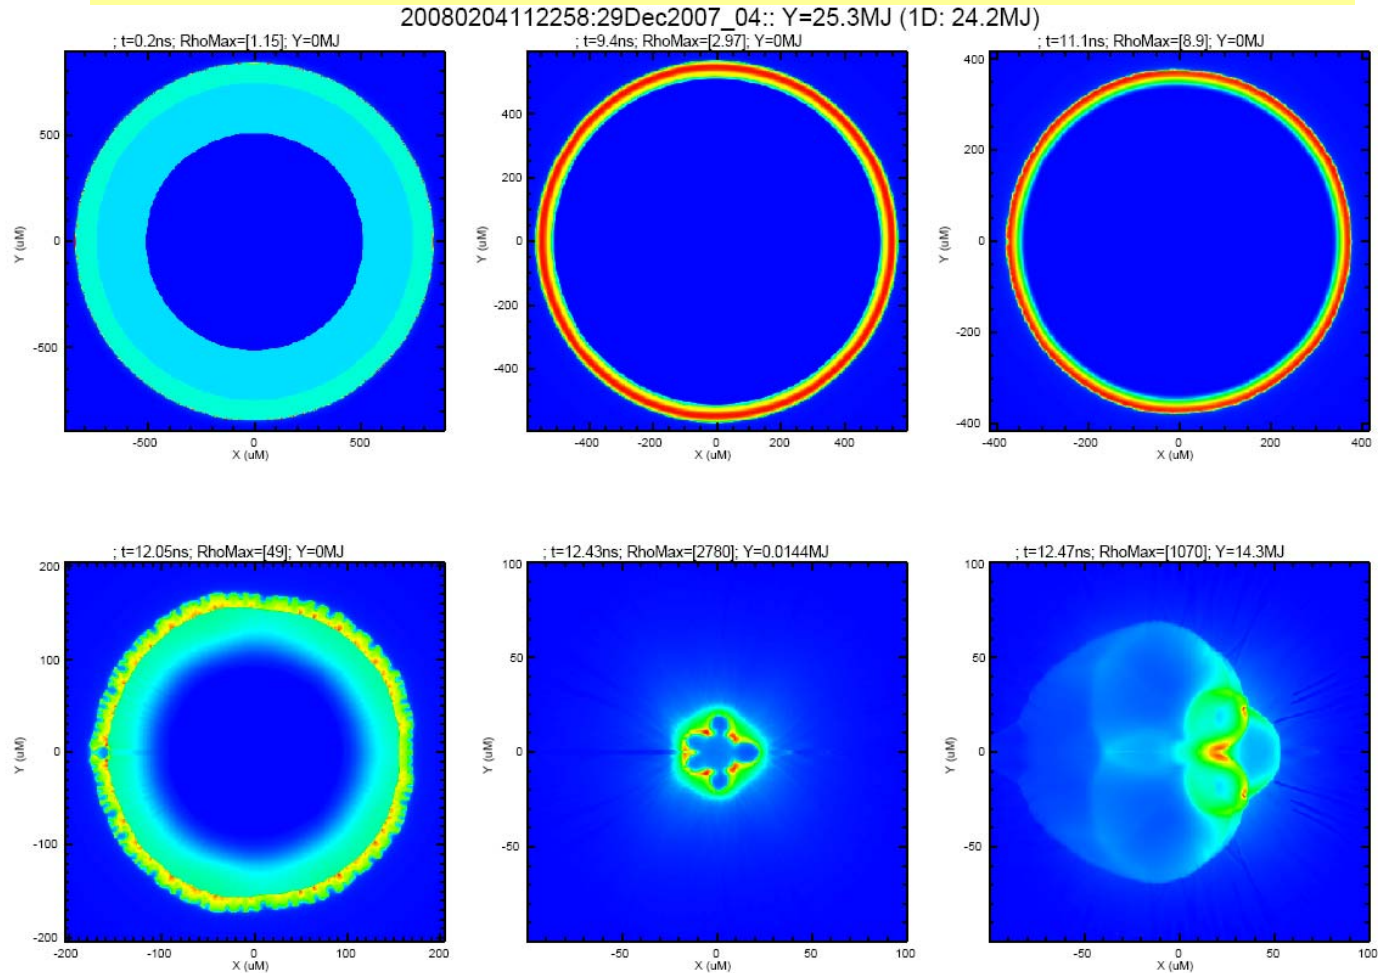 20080204112258:29Dec2007_04:: Y=25.3MJ (1D: 24.2MJ)
; t=0.2ns; RhoMax=[1.15]; Y=0MJ
500
0
-500
Y (uM)
-500
0
500
X (uM)
; t=9.4ns; RhoMax=[2.97]; Y=0MJ
400
200
0
-200
-400
Y (uM)
-400
-200
0
200
400
X (uM)
; t=11.1ns; RhoMax=[8.9]; Y=0MJ
400
200
0
-200
-400
Y (uM)
-400
-200
0
200
400
X (uM)
; t=12.05ns; RhoMax=[49]; Y=0MJ
200
100
0
-100
-200
Y (uM)
-200
-100
0
100
200
X (uM)
; t=12.43ns; RhoMax=[2780]; Y=0.0144MJ
100
50
0
-50
Y (uM)
-50
0
50
100
X (uM)
; t=12.47ns; RhoMax=[1070]; Y=14.3MJ
100
50
0
-50
Y (uM)
-50
0
50
100
X (uM)